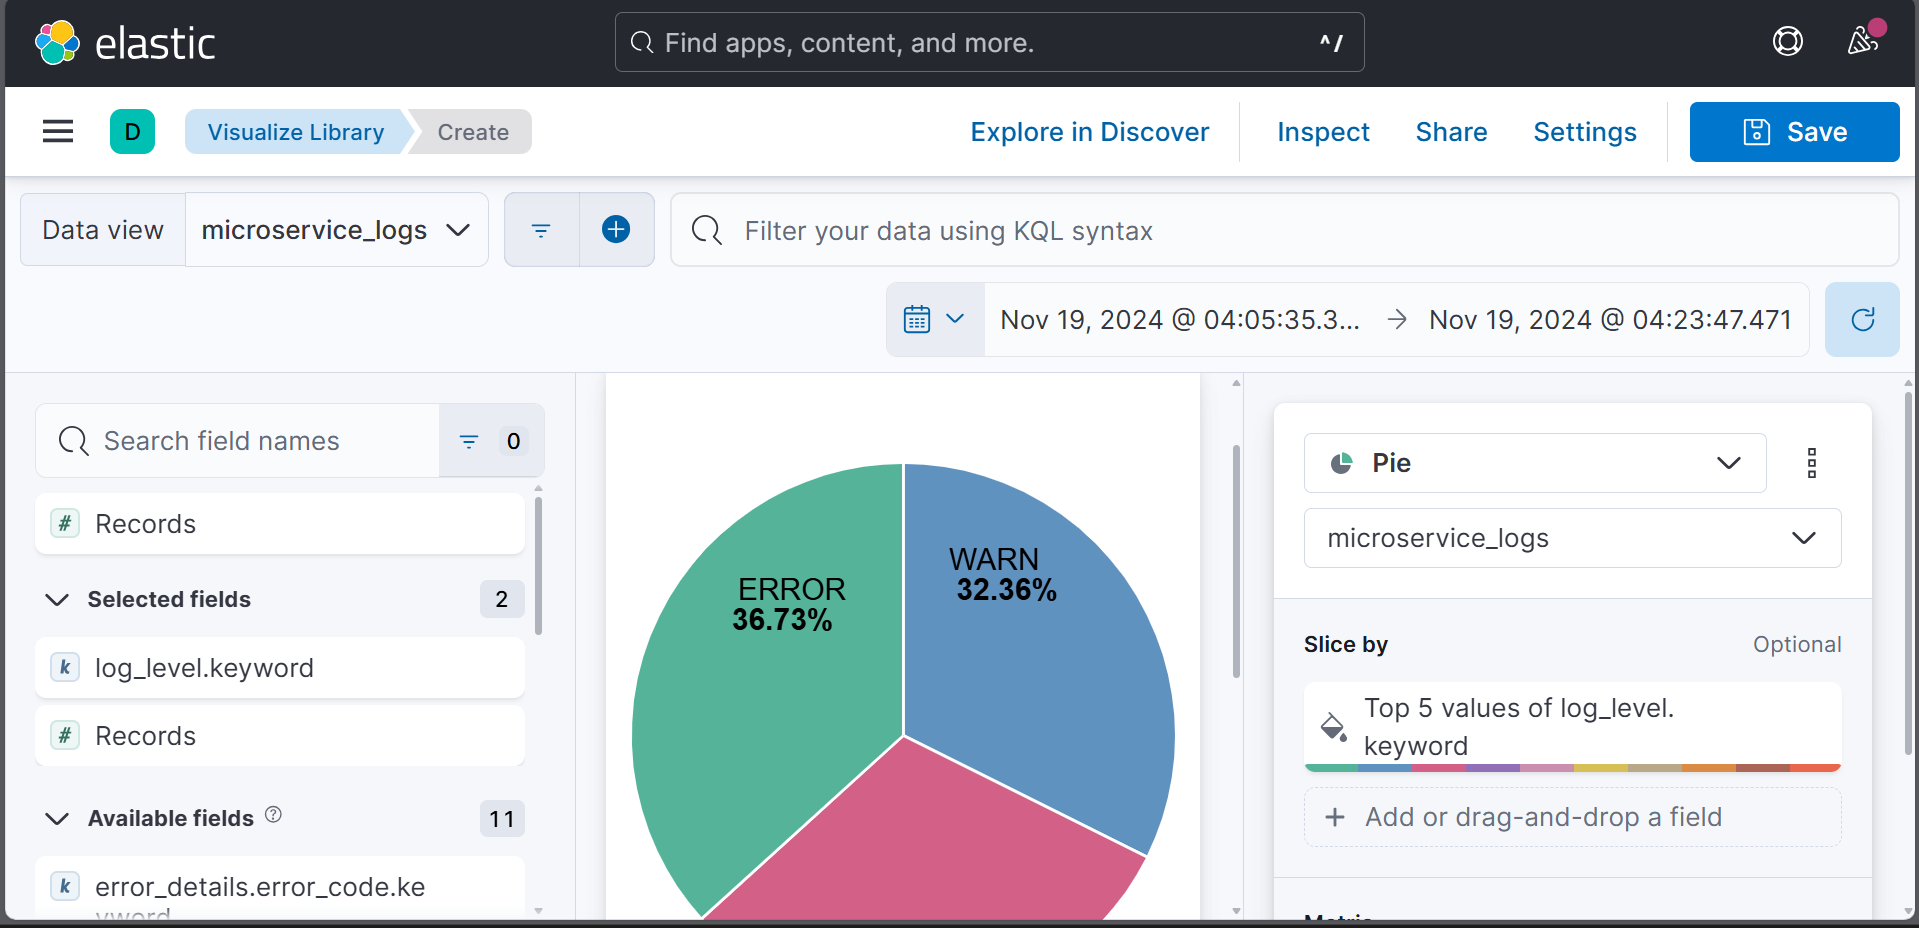 elastic
Find apps, content, and more.
^/
D
Visualize Library
Create
Explore in Discover
Inspect
Share
Settings
Save
Data view
microservice_logs
Filter your data using KQL syntax
Nov 19, 2024 @ 04:05:35.3...
Nov 19, 2024 @ 04:23:47.471
Search field names
0
# Records
Selected fields
2
k log_level.keyword
# Records
Available fields ?
11
k error_details.error_code.ke
yword
ERROR
36.73%
WARN
32.36%
Pie
microservice_logs
Slice by
Optional
Top 5 values of log_level.
keyword
+ Add or drag-and-drop a field
Metric